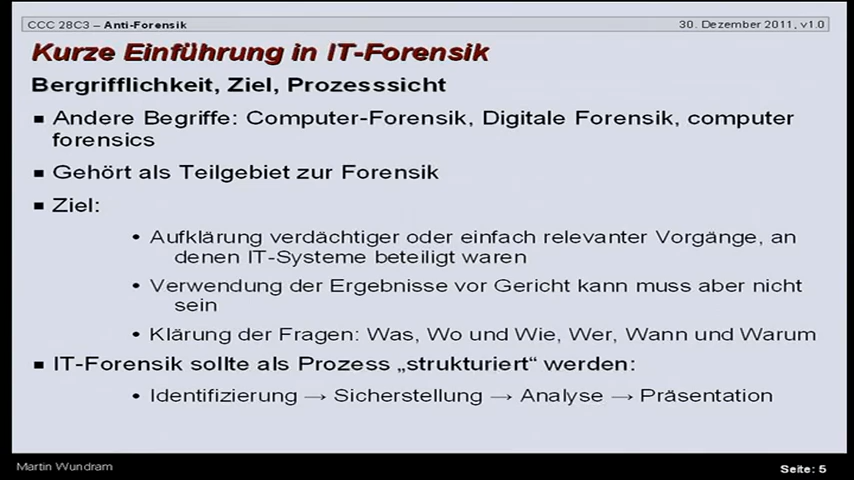 CCC 28C3 – Anti-Forensik
30. Dezember 2011, v1.0
Kurze Einführung in IT-Forensik
Bergrifflichkeit, Ziel, Prozesssicht
▪ Andere Begriffe: Computer-Forensik, Digitale Forensik, computer
forensics
▪ Gehört als Teilgebiet zur Forensik
▪ Ziel:
• Aufklärung verdächtiger oder einfach relevanter Vorgänge, an
denen IT-Systeme beteiligt waren
• Verwendung der Ergebnisse vor Gericht kann muss aber nicht
sein
• Klärung der Fragen: Was, Wo und Wie, Wer, Wann und Warum
▪ IT-Forensik sollte als Prozess „strukturiert“ werden:
• Identifizierung → Sicherstellung → Analyse → Präsentation
Martin Wundram
Seite: 5